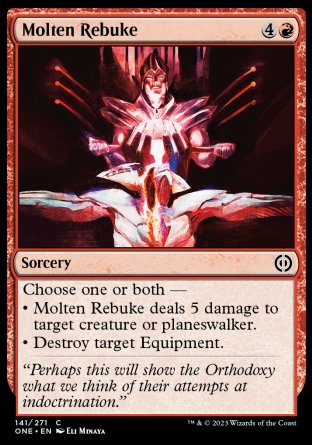 Molten Rebuke 4
Sorcery
Choose one or both —
• Molten Rebuke deals 5 damage to
target creature or planeswalker.
• Destroy target Equipment.
“Perhaps this will show the Orthodoxy
what we think of their attempts at
indoctrination.”
141/271 C
ONE • EN Eli Minaya
™ & © 2023 Wizards of the Coast